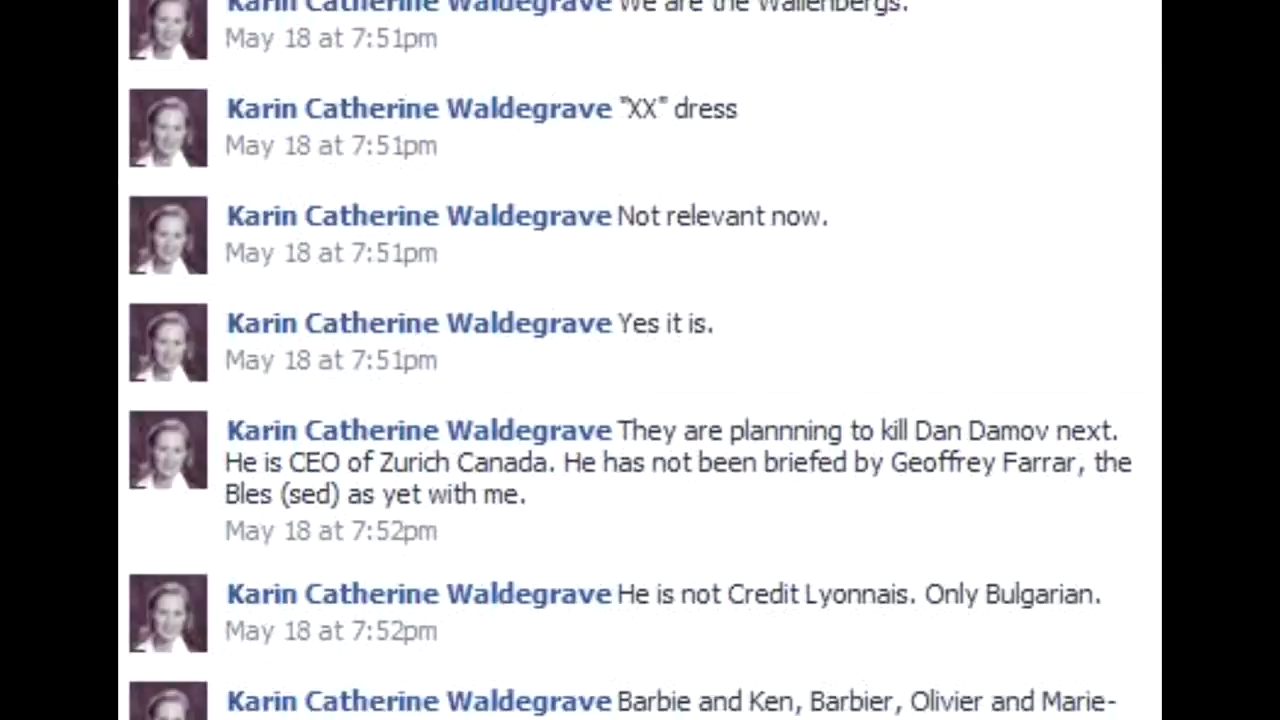 Karin Catherine Waldegrave We are the Wallenbergs.
May 18 at 7:51pm
Karin Catherine Waldegrave "XX" dress
May 18 at 7:51pm
Karin Catherine Waldegrave Not relevant now.
May 18 at 7:51pm
Karin Catherine Waldegrave Yes it is.
May 18 at 7:51pm
Karin Catherine Waldegrave They are plannning to kill Dan Damov next.
He is CEO of Zurich Canada. He has not been briefed by Geoffrey Farrar, the
Bles (sed) as yet with me.
May 18 at 7:52pm
Karin Catherine Waldegrave He is not Credit Lyonnais. Only Bulgarian.
May 18 at 7:52pm
Karin Catherine Waldegrave Barbie and Ken, Barbier, Olivier and Marie-